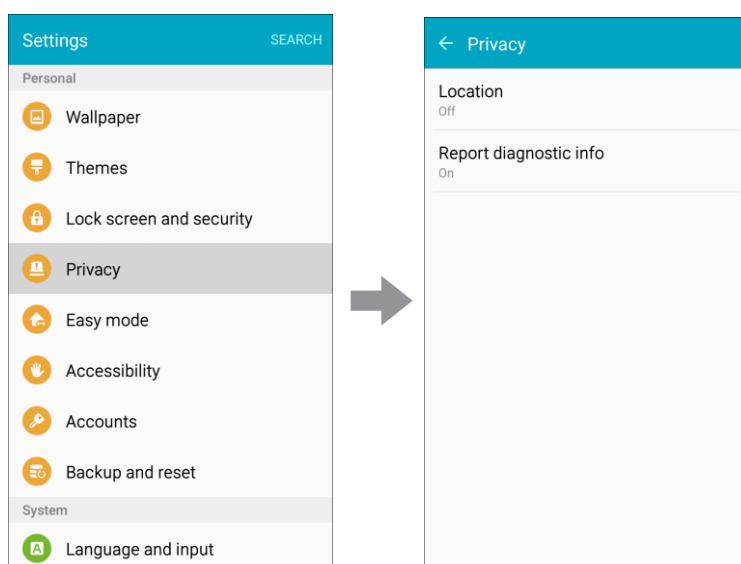 Settings
SEARCH
Personal
Wallpaper
Themes
Lock screen and security
Privacy
Easy mode
Accessibility
Accounts
Backup and reset
System
A
Language and input
Privacy
Location
Off
Report diagnostic info
On